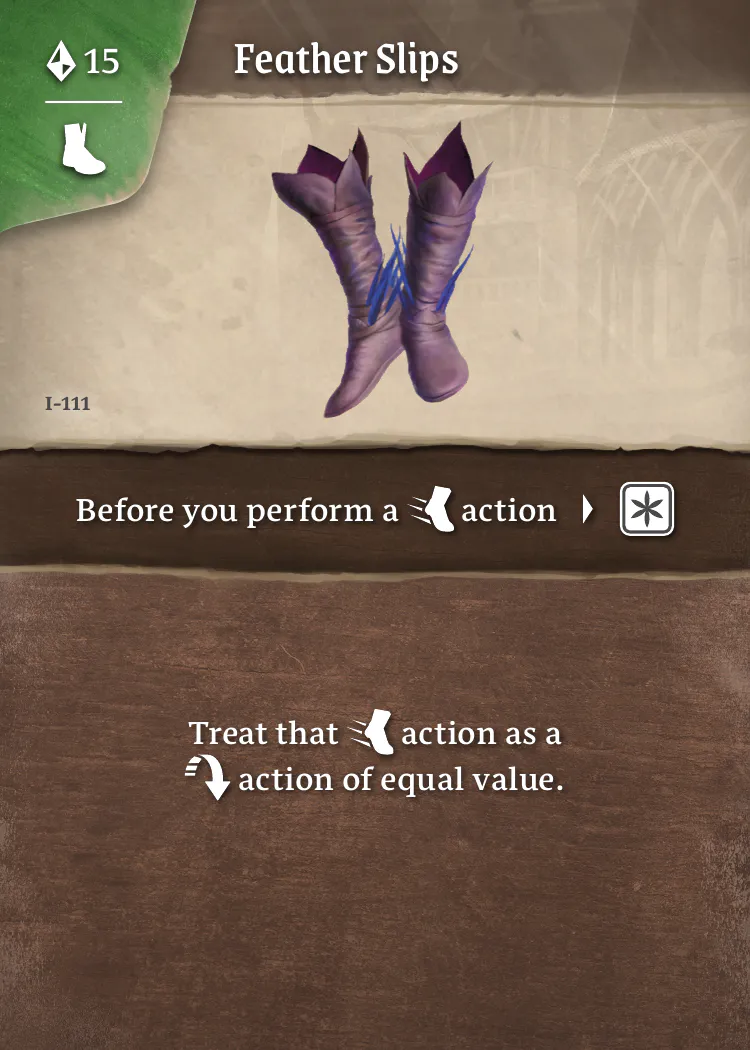 15
Feather Slips
I-111
Before you perform a action
Treat that action as a
action of equal value.